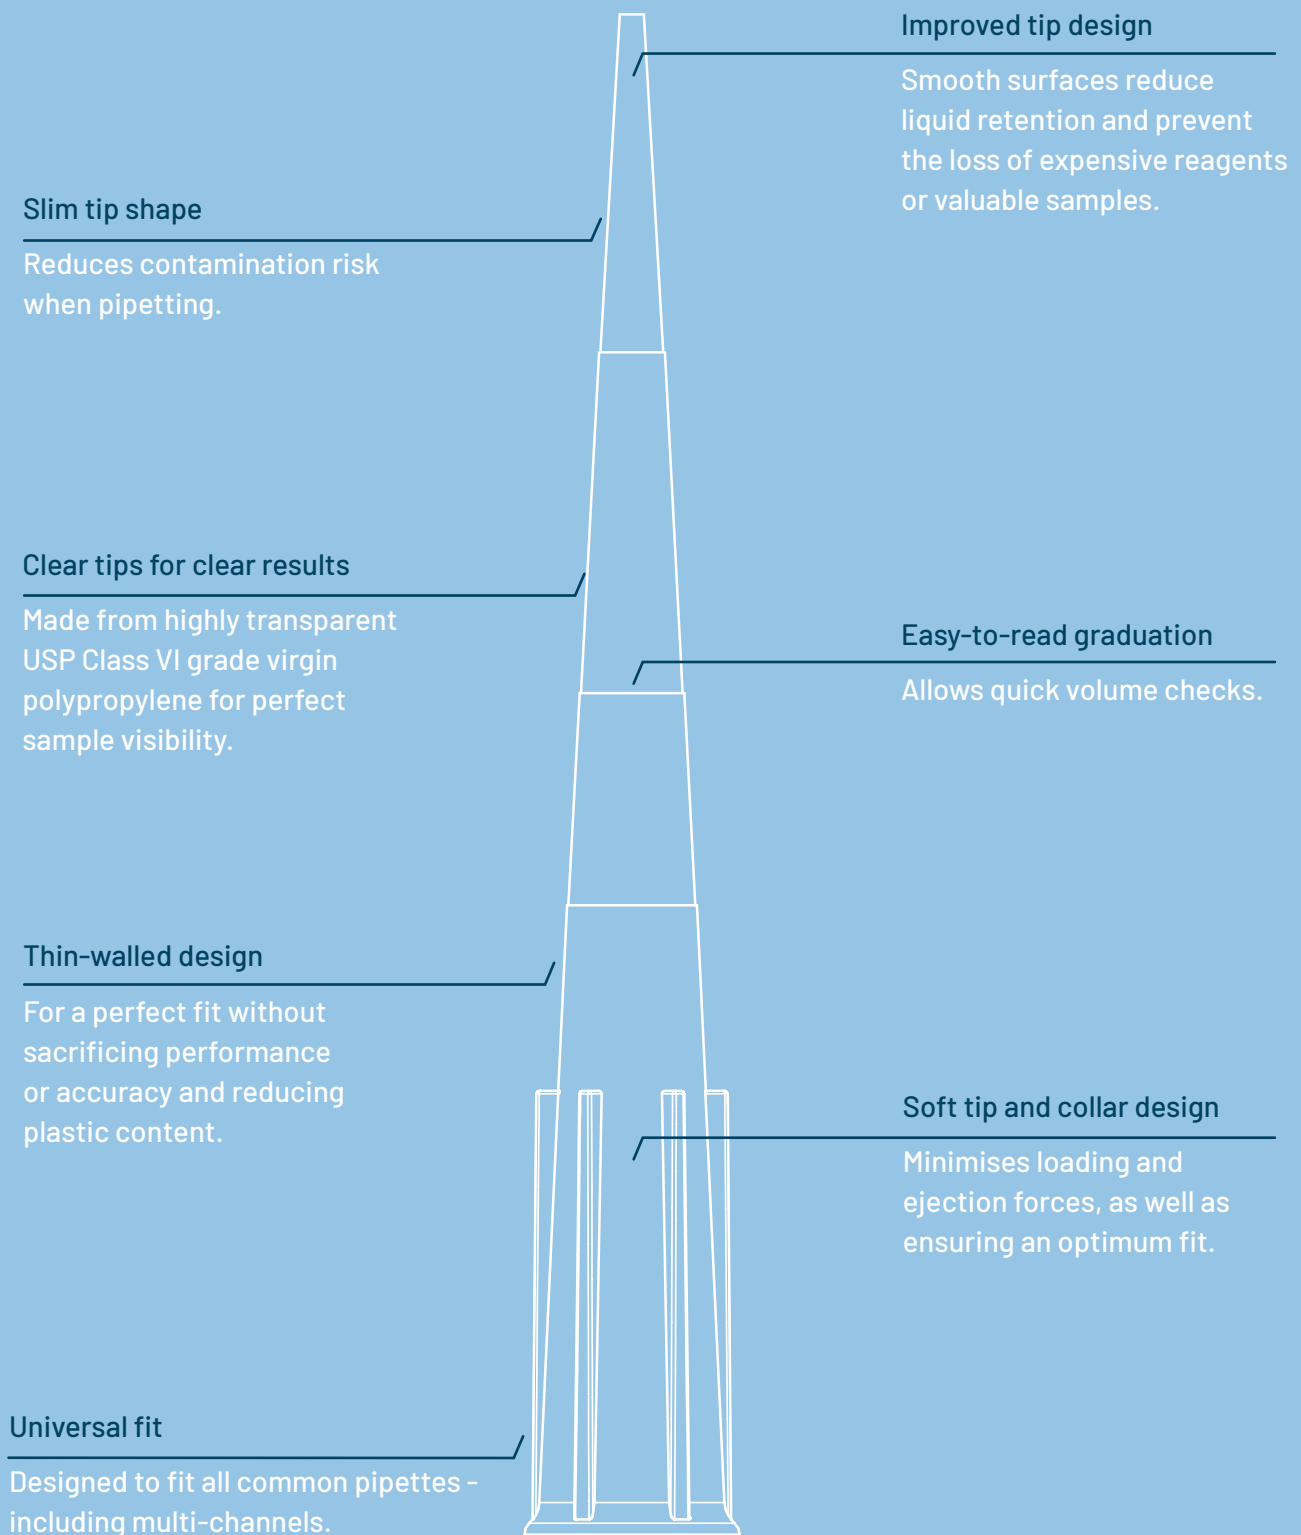 Improved tip design
Smooth surfaces reduce
liquid retention and prevent
the loss of expensive reagents
or valuable samples.
Slim tip shape
Reduces contamination risk
when pipetting.
Clear tips for clear results
Made from highly transparent
USP Class VI grade virgin
polypropylene for perfect
sample visibility.
Easy-to-read graduation
Allows quick volume checks.
Thin-walled design
For a perfect fit without
sacrificing performance
or accuracy and reducing
plastic content.
Soft tip and collar design
Minimises loading and
ejection forces, as well as
ensuring an optimum fit.
Universal fit
Designed to fit all common pipettes -
including multi-channels.